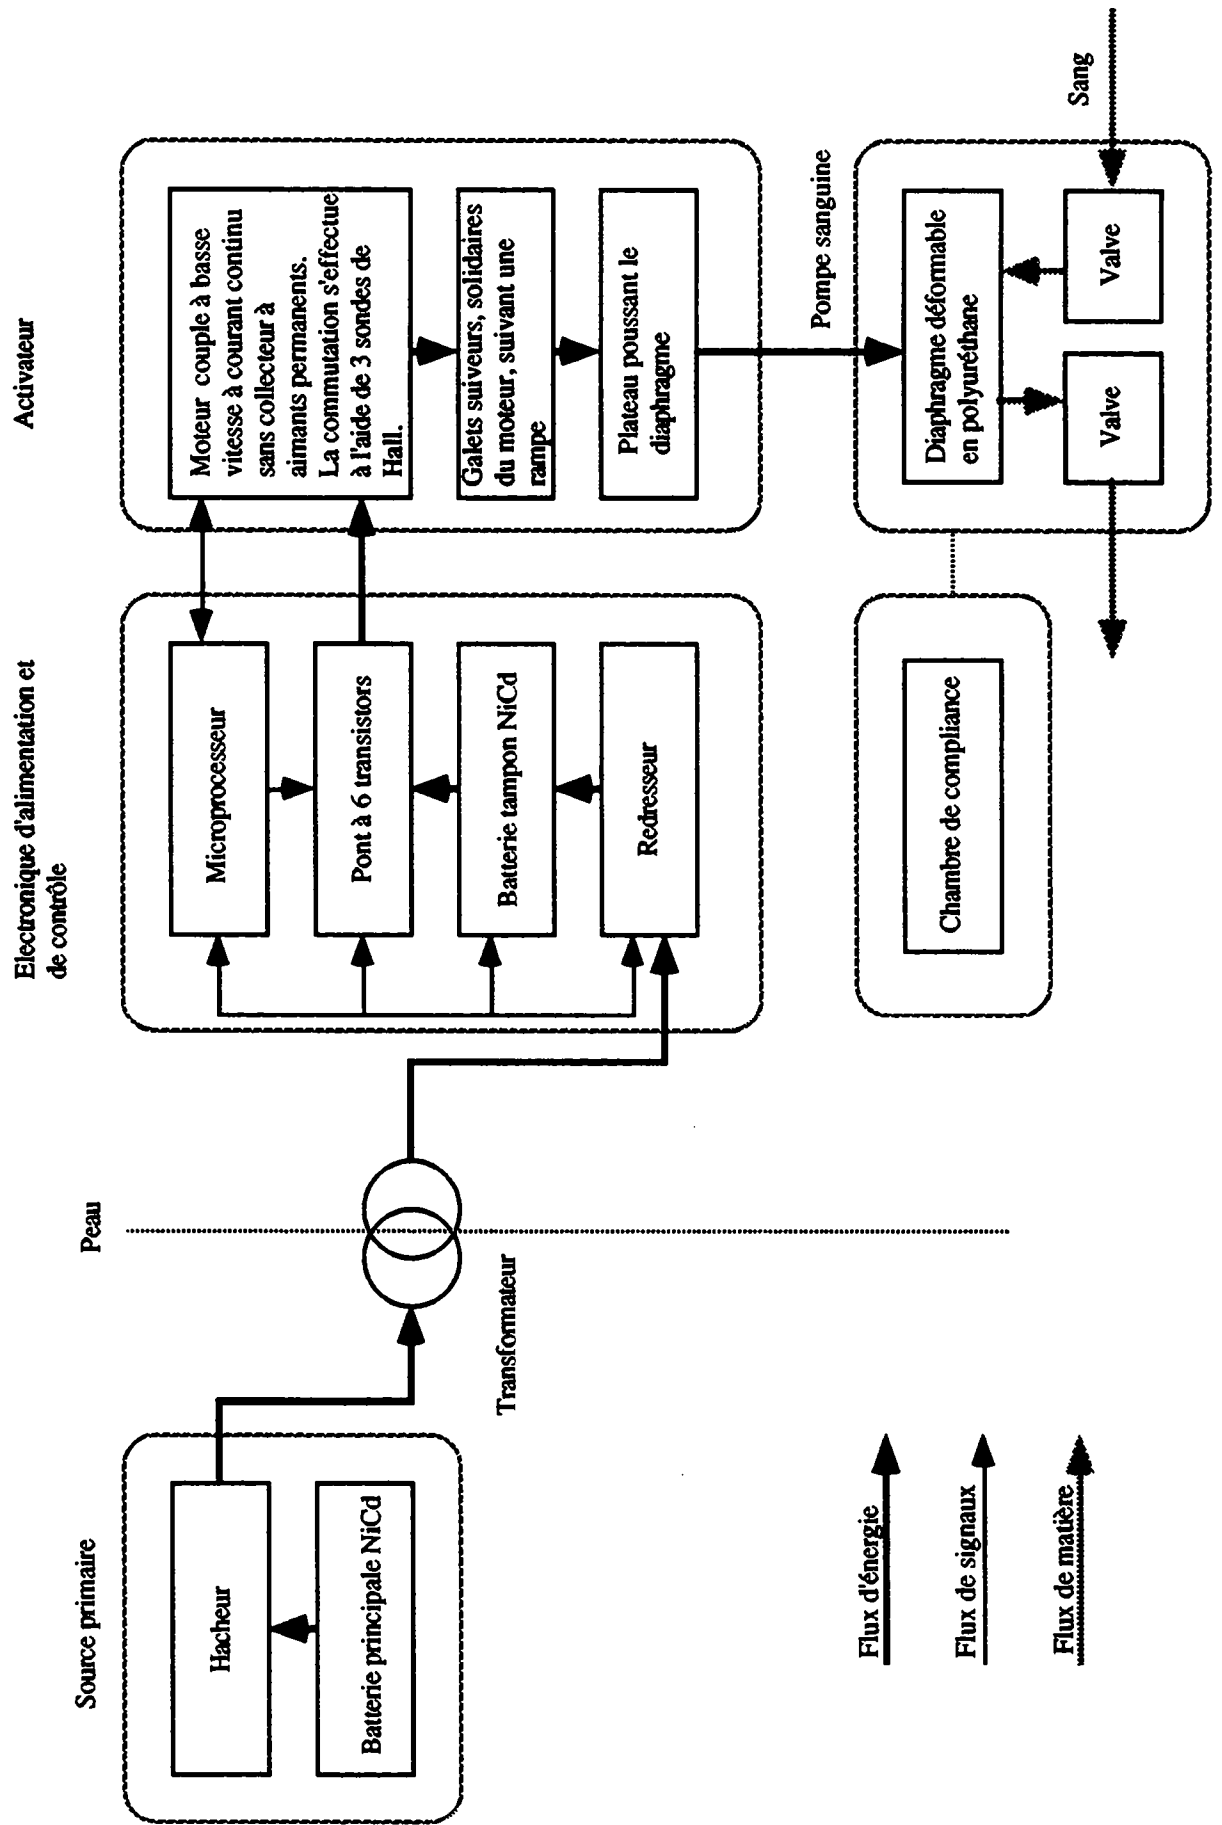 Source primaire
Hacheur
Batterie principale NiCd
Peau
Transformateur
Electronique d'alimentation et
de contrôle
Microprocesseur
Pont à 6 transistors
Batterie tampon NiCd
Redresseur
Chambre de compliance
Activateur
Moteur couple à basse
vitesse à courant continu
sans collecteur à
aimants permanents.
La commutation s'effectue
à l'aide de 3 sondes de
Hall.
Galets suiveurs, solidaires
du moteur, suivant une
rampe
Plateau poussant le
diaphragme
Pompe sanguine
Diaphragme déformable
en polyuréthane
Valve
Valve
Sang
Flux d'énergie
Flux de signaux
Flux de matière